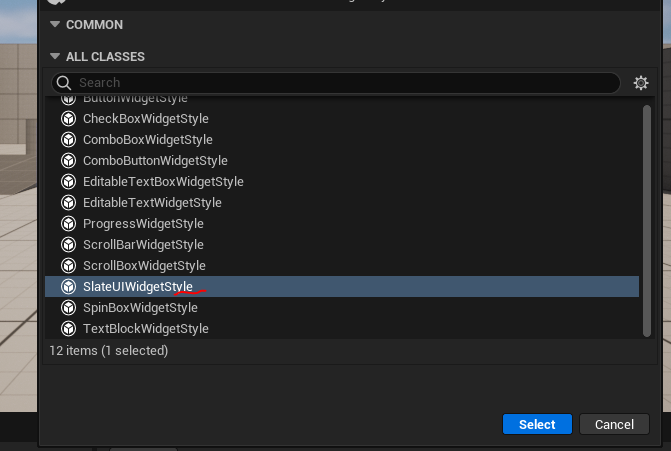 COMMON
ALL CLASSES
Search
ButtonWidgetStyle
CheckBoxWidgetStyle
ComboBoxWidgetStyle
ComboButtonWidgetStyle
EditableTextBoxWidgetStyle
EditableTextWidgetStyle
ProgressWidgetStyle
ScrollBarWidgetStyle
ScrollBoxWidgetStyle
SlateUIWidgetStyle
SpinBoxWidgetStyle
TextBlockWidgetStyle
12 items (1 selected)
Select Cancel